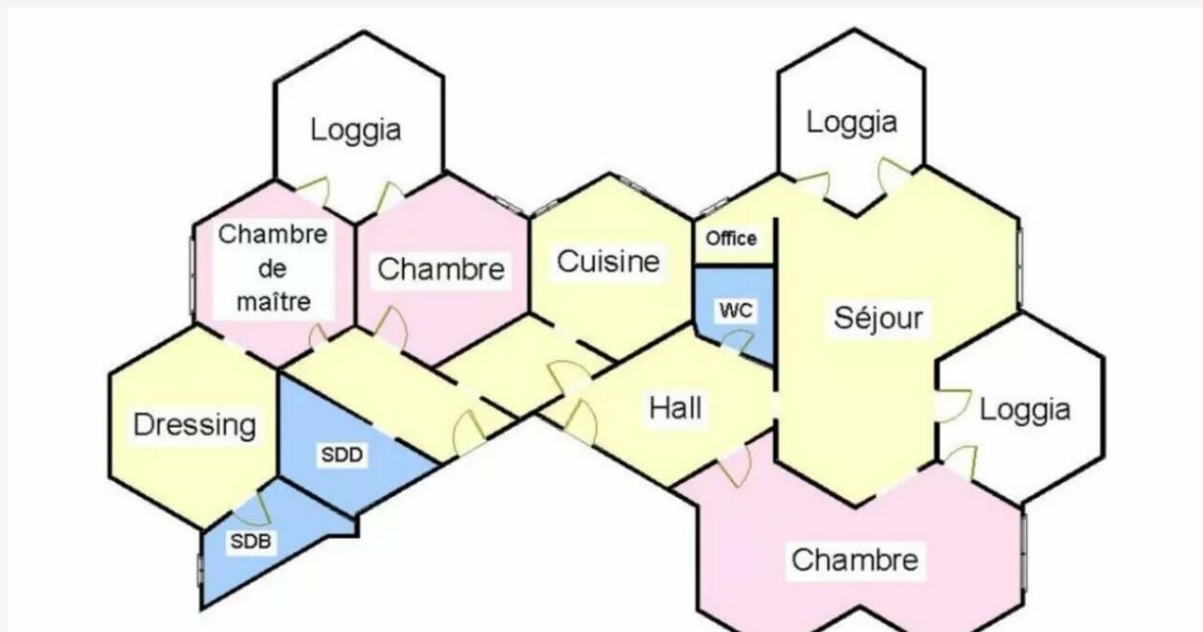 Loggia
Loggia
Chambre
de
maître
Chambre
Cuisine
Office
WC
Séjour
Dressing
SDD
Hall
Loggia
SDB
Chambre